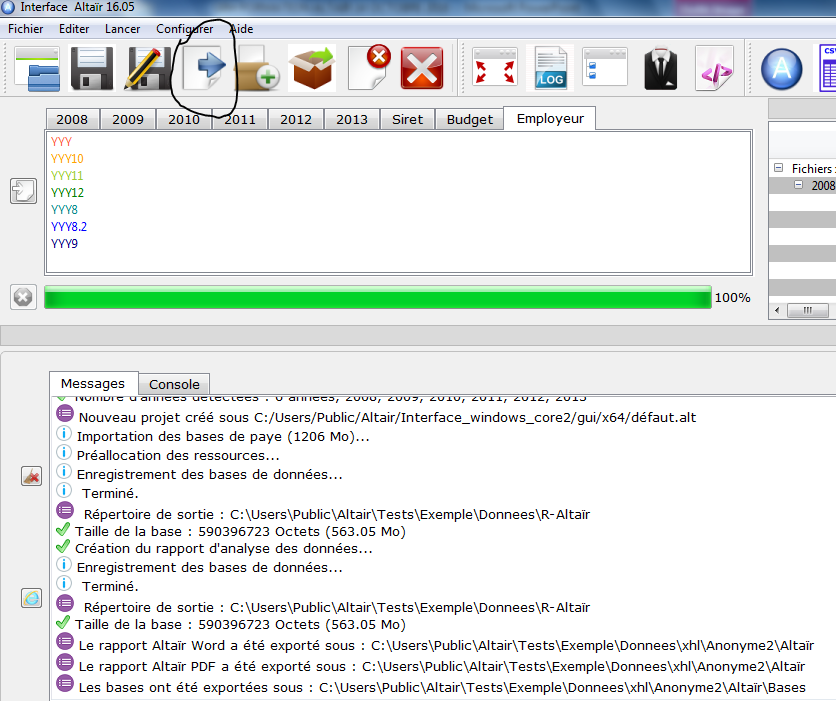 Interface Altaïr 16.05
Fichier Editer Lancer Configurer Aide
LOG
A
CSV
2008 2009 2010 2011 2012 2013 Siret Budget Employeur
YYY
YYY10
YYY11
YYY12
YYY8
YYY8.2
YYY9
Fichiers :
2008
100%
Messages Console
Nombre d'années détectées : 6 années, 2008, 2009, 2010, 2011, 2012, 2013
Nouveau projet créé sous C:/Users/Public/Altair/Interface_windows_core2/gui/x64/défaut.alt
Importation des bases de paye (1206 Mo)...
Préallocation des ressources...
Enregistrement des bases de données...
Terminé.
Répertoire de sortie : C:\Users\Public\Altair\Tests\Exemple\Donnees\R-Altaïr
Taille de la base : 590396723 Octets (563.05 Mo)
Création du rapport d'analyse des données...
Enregistrement des bases de données...
Terminé.
Répertoire de sortie : C:\Users\Public\Altair\Tests\Exemple\Donnees\R-Altaïr
Taille de la base : 590396723 Octets (563.05 Mo)
Le rapport Altaïr Word a été exporté sous : C:\Users\Public\Altair\Tests\Exemple\Donnees\xhl\Anonyme2\Altaïr
Le rapport Altaïr PDF a été exporté sous : C:\Users\Public\Altair\Tests\Exemple\Donnees\xhl\Anonyme2\Altaïr
Les bases ont été exportées sous : C:\Users\Public\Altair\Tests\Exemple\Donnees\xhl\Anonyme2\Altaïr\Bases